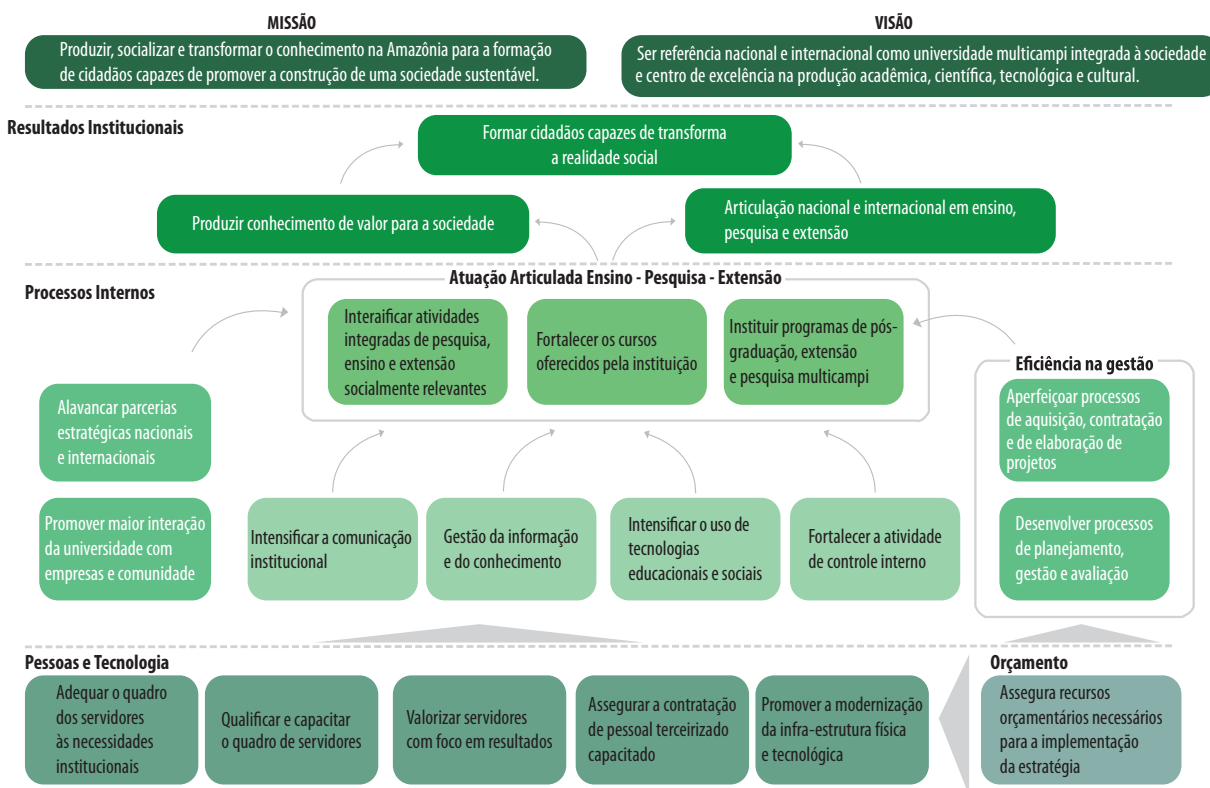 MISSÃO
Produzir, socializar e transformar o conhecimento na Amazônia para a formação
de cidadãos capazes de promover a construção de uma sociedade sustentável.
VISÃO
Ser referência nacional e internacional como universidade multicampi integrada à sociedade
e centro de excelência na produção acadêmica, científica, tecnológica e cultural.
Resultados Institucionais
Formar cidadãos capazes de transforma
a realidade social
Produzir conhecimento de valor para a sociedade
Articulação nacional e internacional em ensino,
pesquisa e extensão
Processos Internos
Atuação Articulada Ensino - Pesquisa - Extensão
Interaificar atividades
integradas de pesquisa,
ensino e extensão
socialmente relevantes
Fortalecer os cursos
oferecidos pela instituição
Instituir programas de pós-
graduação, extensão
e pesquisa multicampi
Alavancar parcerias
estratégicas nacionais
e internacionais
Promover maior interação
da universidade com
empresas e comunidade
Intensificar a comunicação
institucional
Gestão da informação
e do conhecimento
Intensificar o uso de
tecnologias
educacionais e sociais
Fortalecer a atividade
de controle interno
Eficiência na gestão
Aperfeiçoar processos
de aquisição, contratação
e de elaboração de
projetos
Desenvolver processos
de planejamento,
gestão e avaliação
Pessoas e Tecnologia
Adequar o quadro
dos servidores
às necessidades
institucionais
Qualificar e capacitar
o quadro de servidores
Valorizar servidores
com foco em resultados
Assegurar a contratação
de pessoal terceirizado
capacitado
Promover a modernização
da infra-estrutura física
e tecnológica
Orçamento
Assegura recursos
orçamentários necessários
para a implementação
da estratégia